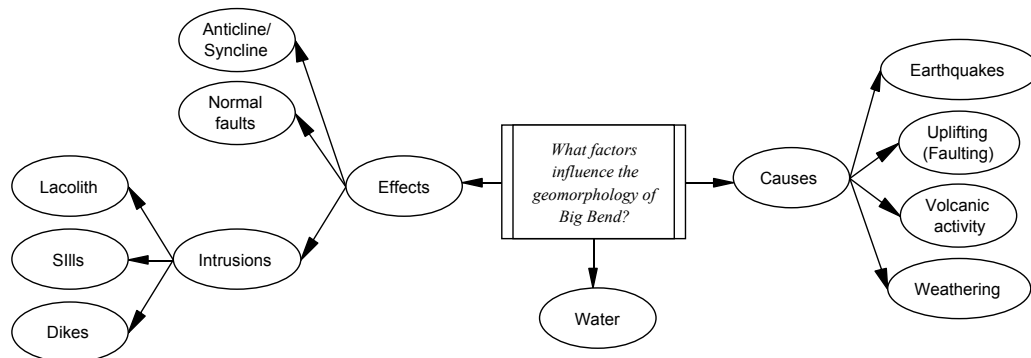 Anticline/
Syncline
Normal
faults
Effects
Lacolith
SIlls
Intrusions
Dikes
What factors
influence the
geomorphology of
Big Bend?
Water
Causes
Earthquakes
Uplifting
(Faulting)
Volcanic
activity
Weathering